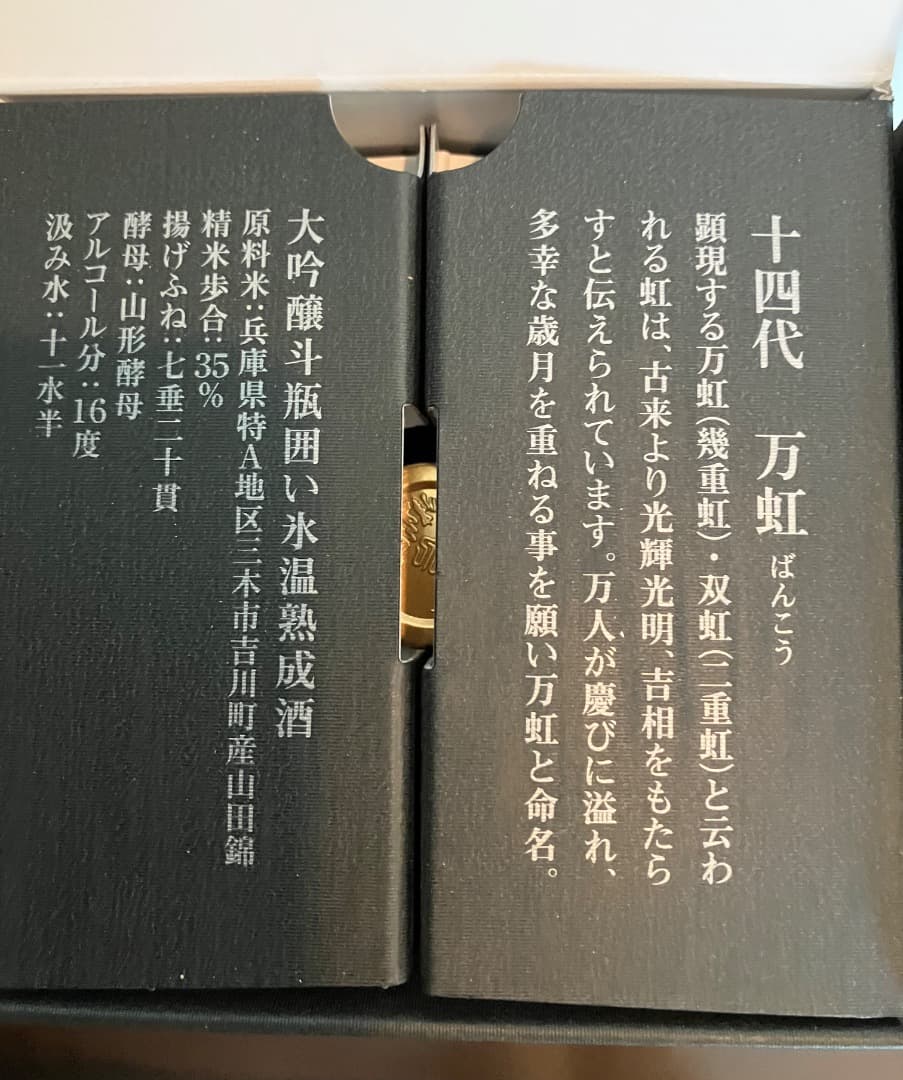 十四代　万虹 ばんこう
顕現する万虹（幾重虹）・双虹（二重虹）と云わ
れる虹は、古来より光輝光明、吉相をもたら
すと伝えられています。万人が慶びに溢れ、
多幸な歳月を重ねる事を願い万虹と命名。
大吟醸斗瓶囲い氷温熟成酒
原料米：兵庫県特A地区三木市吉川町産山田錦
精米歩合：35%
揚げふね：七垂二十貫
酵母：山形酵母
アルコール分：16度
汲み水：十一水半